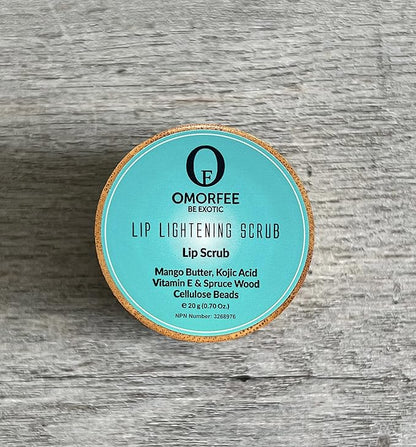 OF
OMORFEE
BE EXOTIC
LIP LIGHTENING SCRUB
Lip Scrub
Mango Butter, Kojic Acid
Vitamin E & Spruce Wood
Cellulose Beads
℮ 20 g (0.70 Oz.)
NPN Number: 3268976